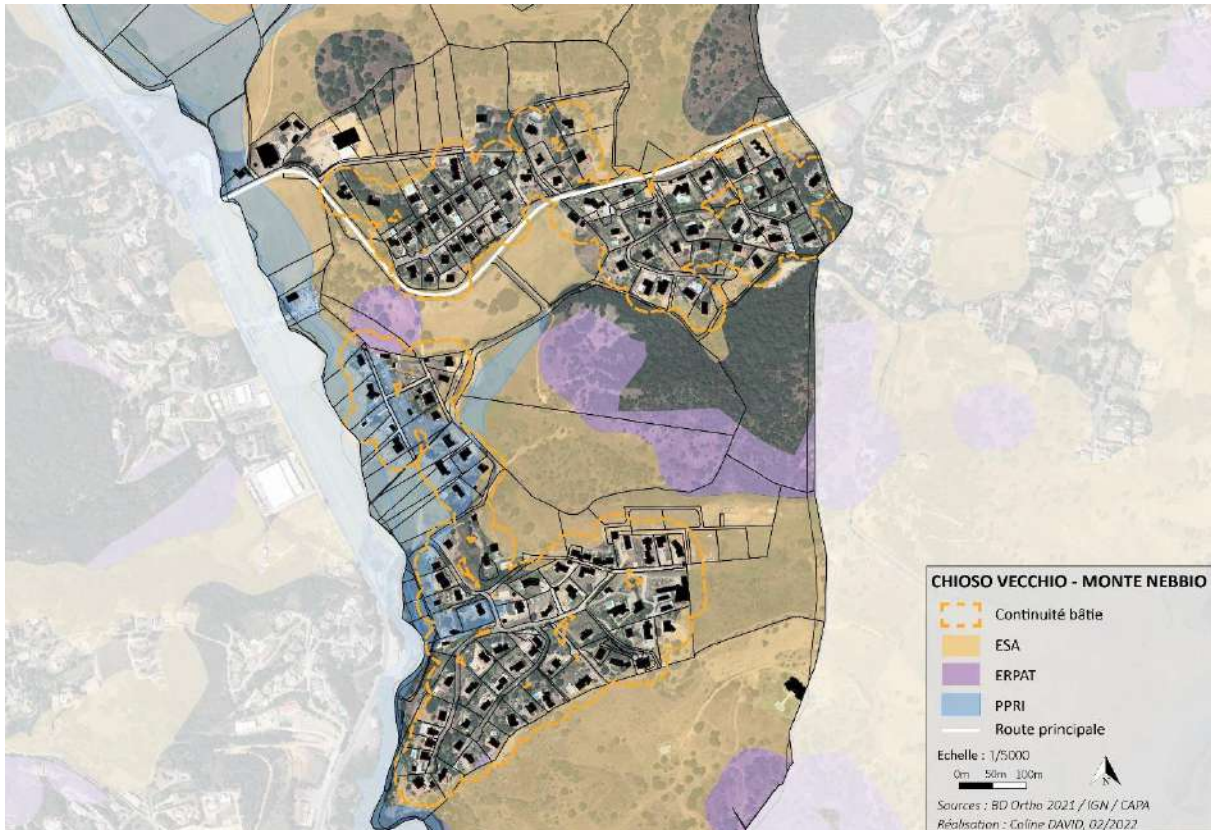 CHIOSO VECCHIO - MONTE NEBBIO
Continuité bâtie
ESA
ERPAT
PPRI
Route principale
Echelle : 1/5000
0m 50m 100m
N
Sources : BD Ortho 2021 / IGN / CAPA
Réalisation : Coline DAVID, 02/2022